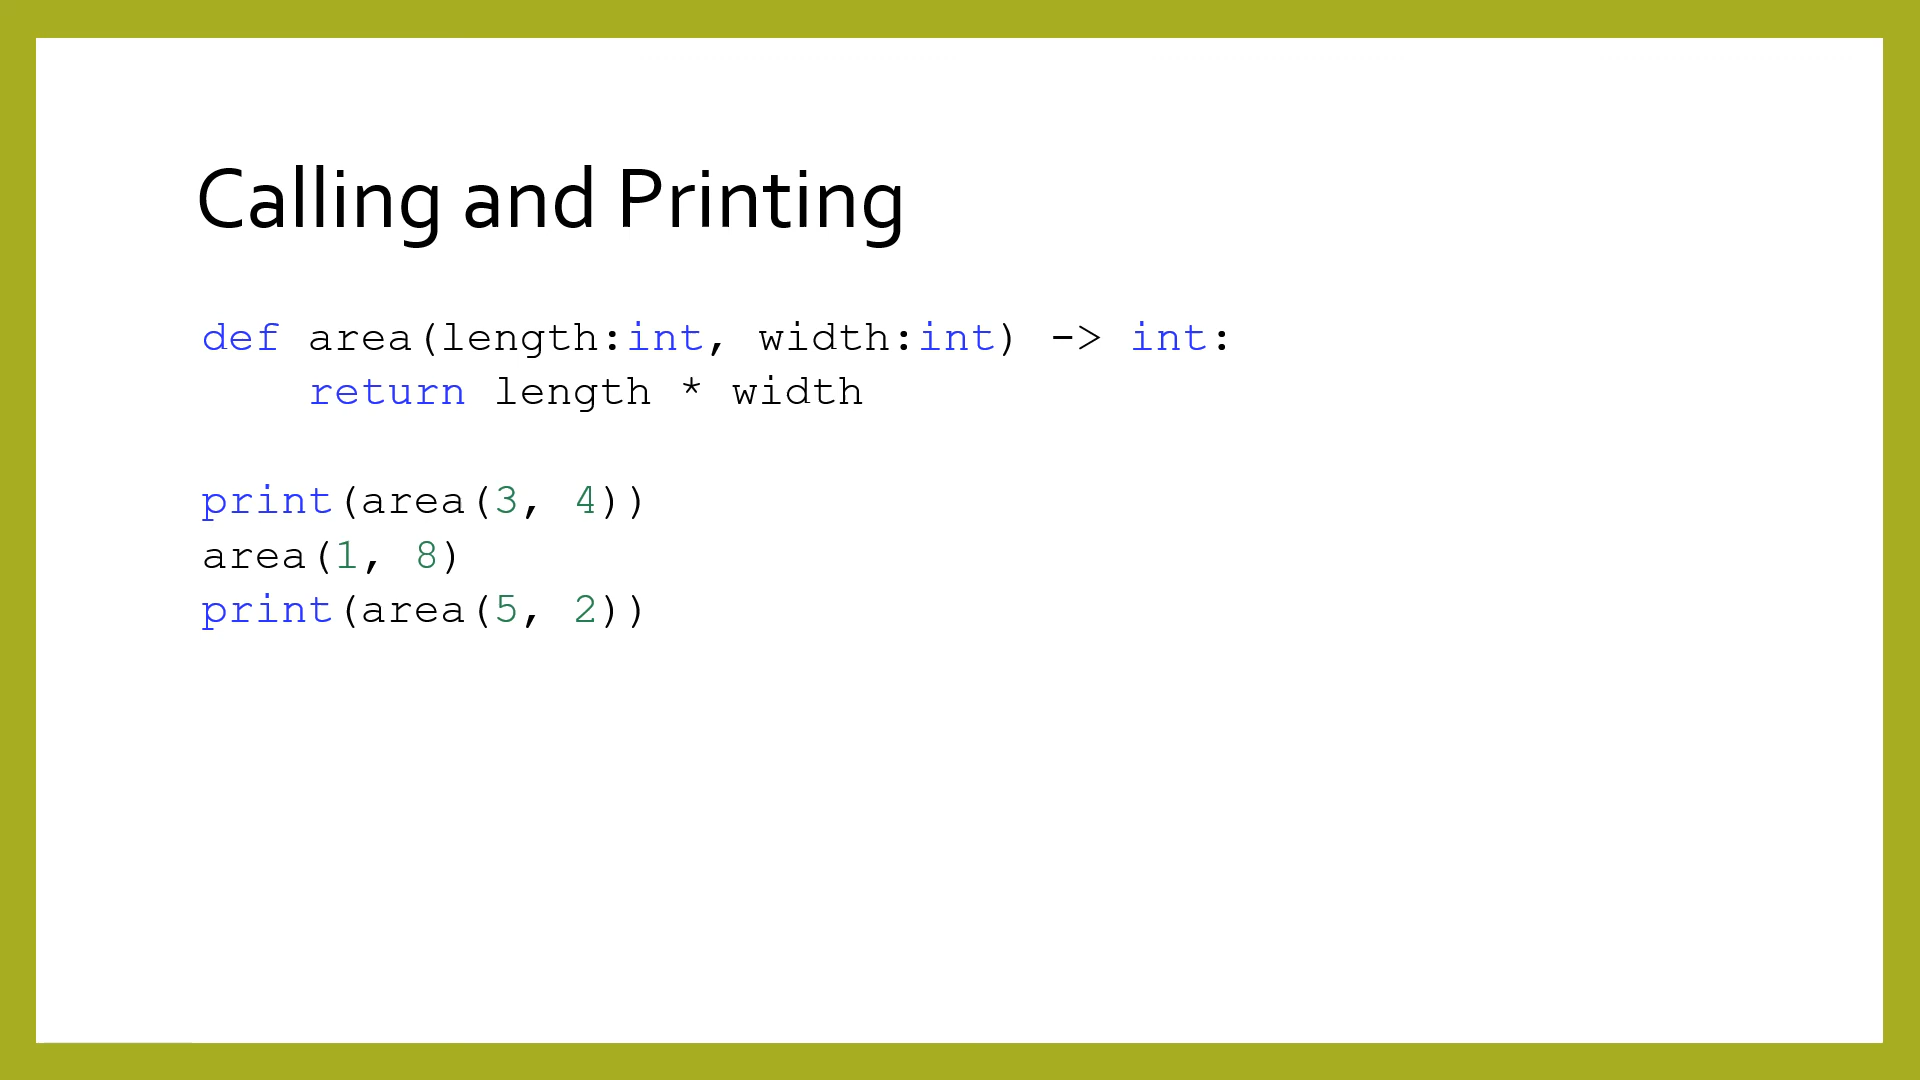 Calling and Printing
def area(length:int, width:int) -> int:
    return length * width
print(area(3, 4))
area(1, 8)
print(area(5, 2))